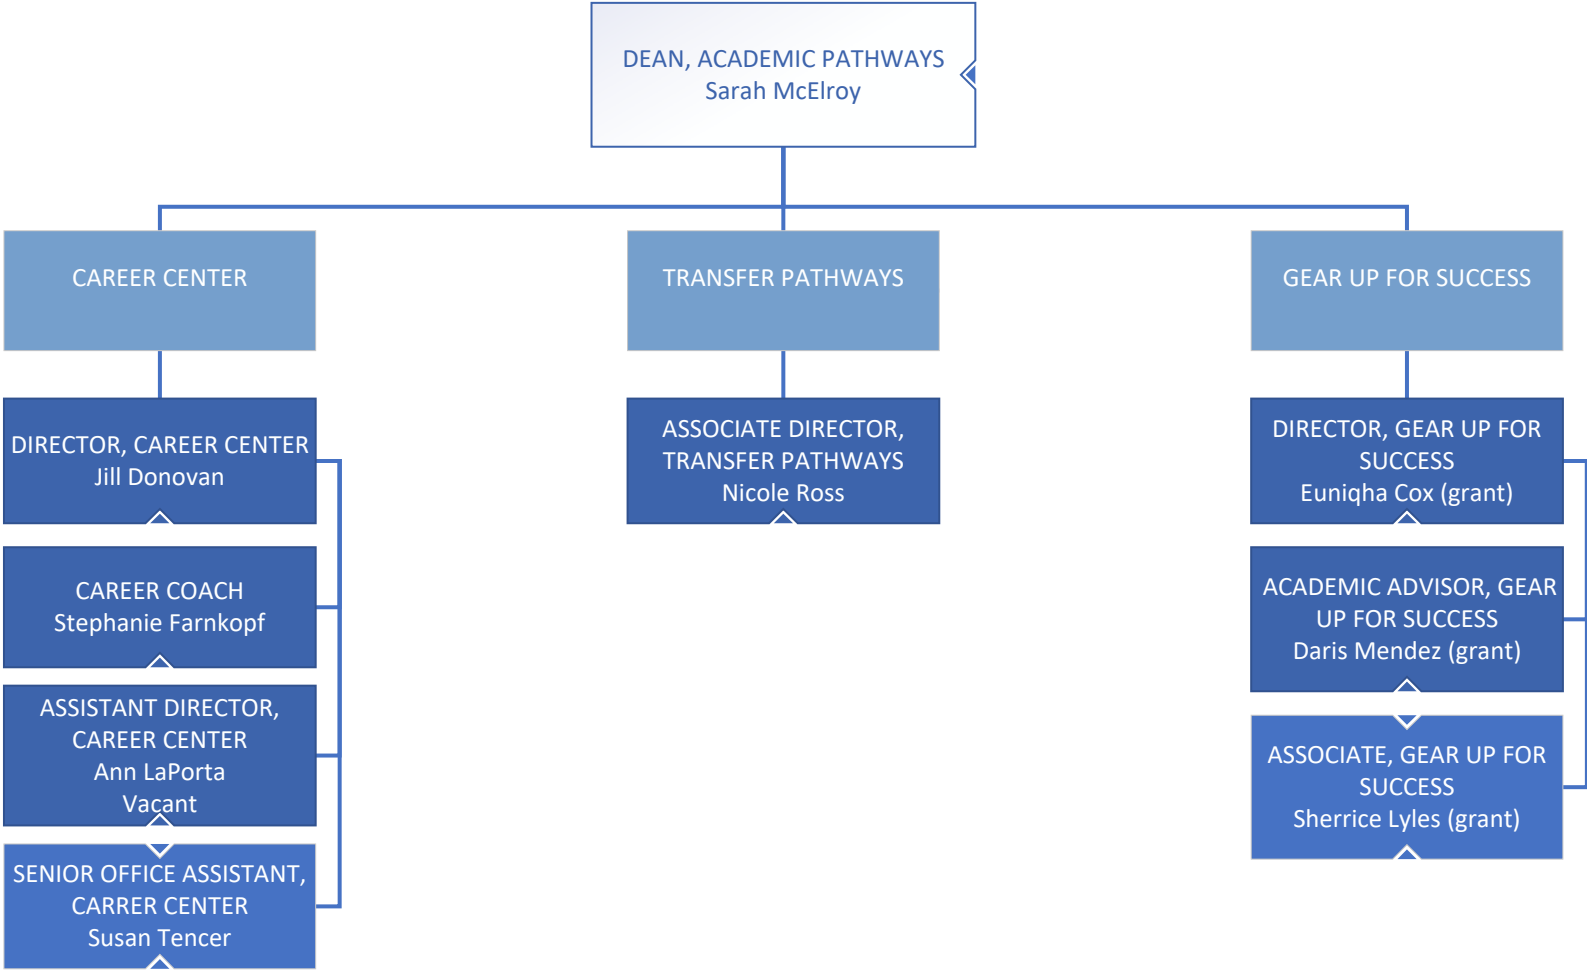 DEAN, ACADEMIC PATHWAYS
Sarah McElroy
CAREER CENTER
TRANSFER PATHWAYS
GEAR UP FOR SUCCESS
DIRECTOR, CAREER CENTER
Jill Donovan
CAREER COACH
Stephanie Farnkopf
ASSISTANT DIRECTOR,
CAREER CENTER
Ann LaPorta
Vacant
SENIOR OFFICE ASSISTANT,
CARRER CENTER
Susan Tencer
ASSOCIATE DIRECTOR,
TRANSFER PATHWAYS
Nicole Ross
DIRECTOR, GEAR UP FOR
SUCCESS
Euniqha Cox (grant)
ACADEMIC ADVISOR, GEAR
UP FOR SUCCESS
Daris Mendez (grant)
ASSOCIATE, GEAR UP FOR
SUCCESS
Sherrice Lyles (grant)